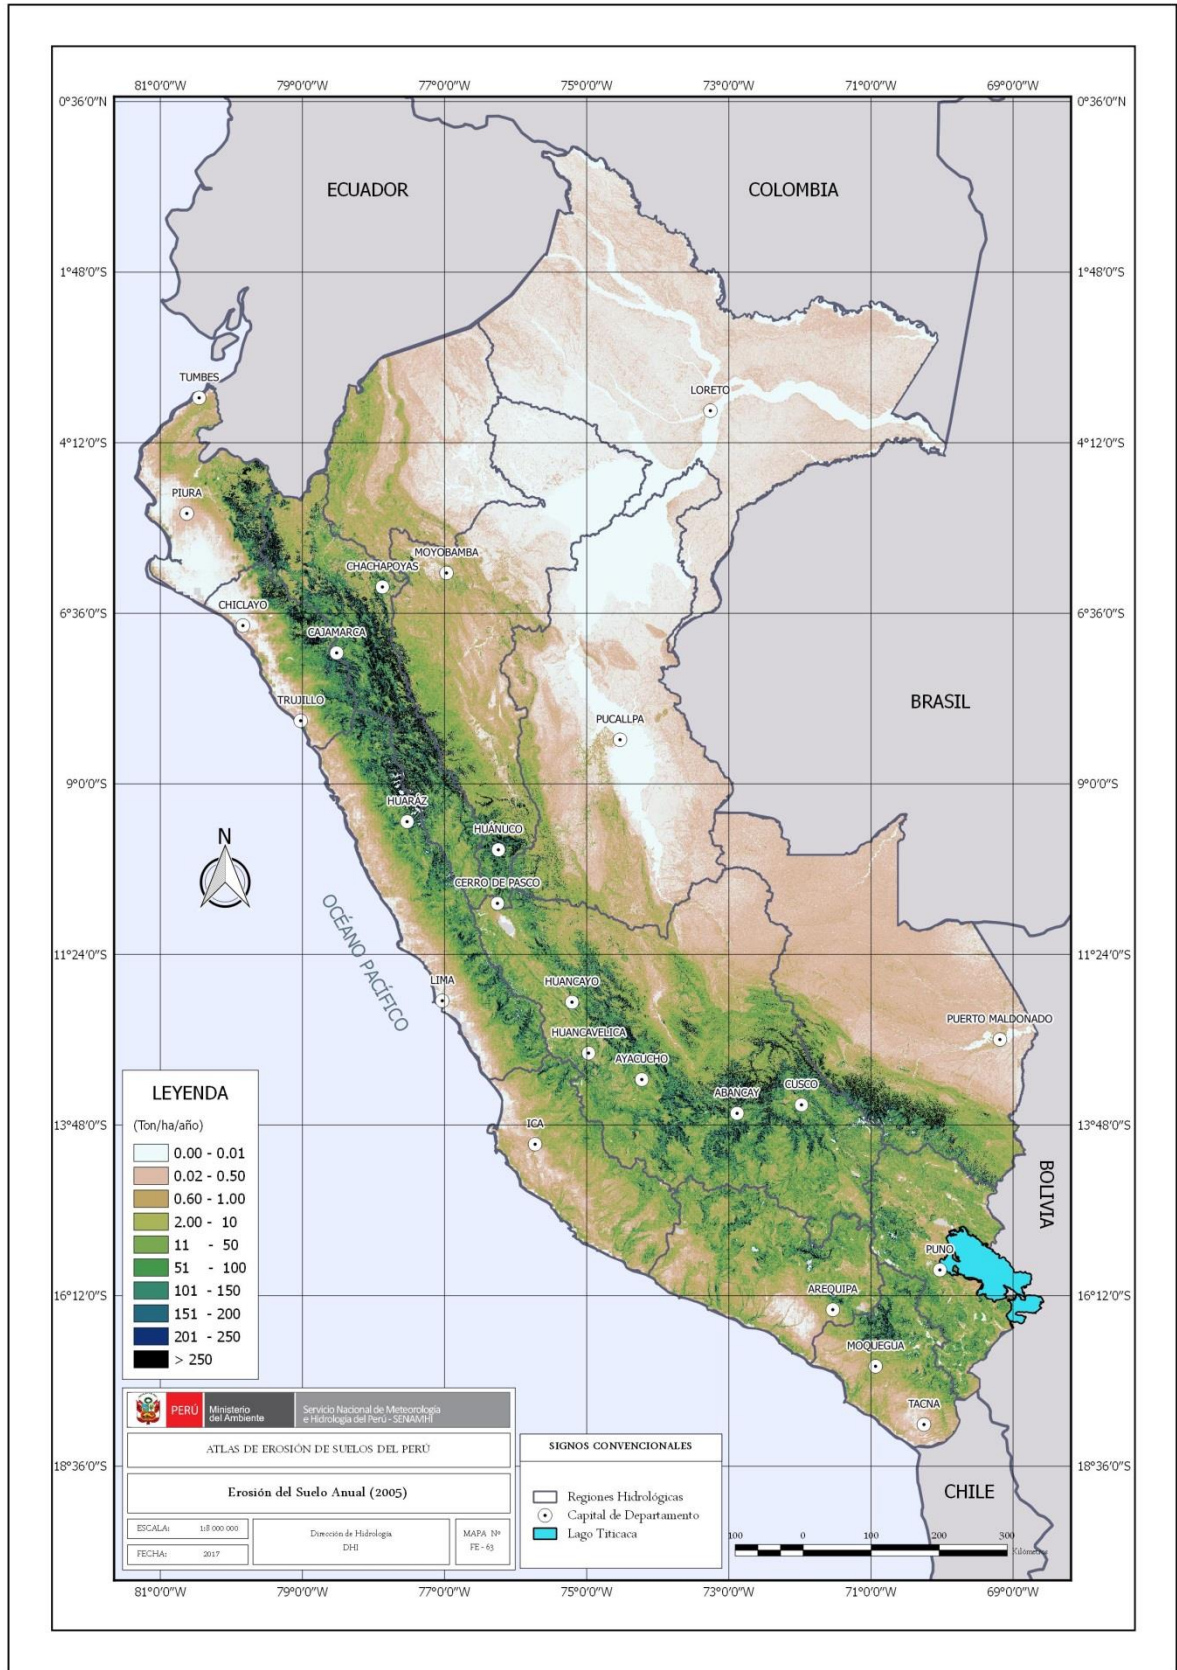 81°0'0"W 79°0'0"W 77°0'0"W 75°0'0"W 73°0'0"W 71°0'0"W 69°0'0"W
0°36'0"N 0°36'0"N
ECUADOR COLOMBIA
1°48'0"S 1°48'0"S
TUMBES
LORETO
4°12'0"S 4°12'0"S
PIURA
MOYOBAMBA
CHACHAPOYAS
6°36'0"S 6°36'0"S
CHICLAYO
CAJAMARCA
BRASIL
TRUJILLO
PUCALLPA
9°0'0"S 9°0'0"S
HUARÁZ
N
HUÁNUCO
CERRO DE PASCO
OCÉANO PACÍFICO
11°24'0"S 11°24'0"S
LIMA
HUANCAYO
PUERTO MALDONADO
HUANCAVELICA
AYACUCHO
ABANCAY
CUSCO
13°48'0"S 13°48'0"S
ICA
BOLIVIA
PUNO
AREQUIPA
16°12'0"S 16°12'0"S
MOQUEGUA
TACNA
18°36'0"S 18°36'0"S
CHILE
LEYENDA
(Ton/ha/año)
0.00 - 0.01
0.02 - 0.50
0.60 - 1.00
2.00 - 10
11 - 50
51 - 100
101 - 150
151 - 200
201 - 250
> 250
PERÚ
Ministerio
del Ambiente
Servicio Nacional de Meteorología
e Hidrología del Perú - SENAMHI
ATLAS DE EROSIÓN DE SUELOS DEL PERÚ
Erosión del Suelo Anual (2005)
ESCALA: 1:8 000 000
FECHA: 2017
Dirección de Hidrología
DHI
MAPA Nº
FE - 63
SIGNOS CONVENCIONALES
Regiones Hidrológicas
Capital de Departamento
Lago Titicaca
100 0 100 200 300
Kilómetros
81°0'0"W 79°0'0"W 77°0'0"W 75°0'0"W 73°0'0"W 71°0'0"W 69°0'0"W